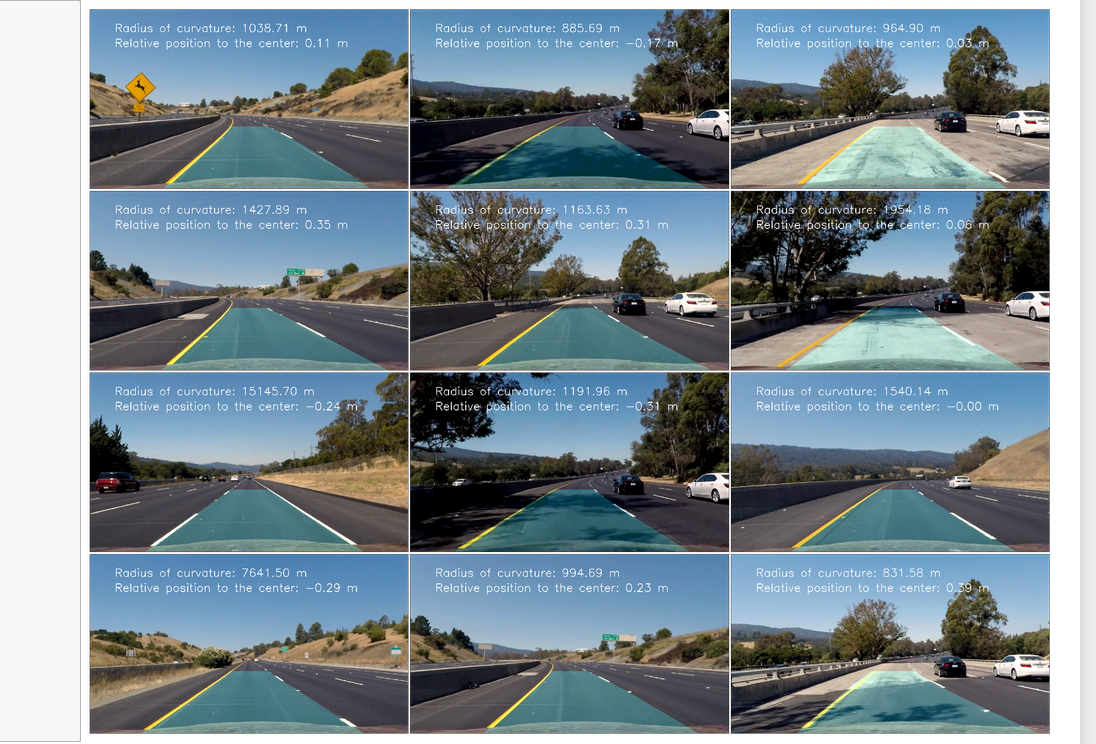 Radius of curvature: 1038.71 m
Relative position to the center: 0.11 m
Radius of curvature: 885.69 m
Relative position to the center: −0.17 m
Radius of curvature: 964.90 m
Relative position to the center: 0.03 m
Radius of curvature: 1427.89 m
Relative position to the center: 0.35 m
Radius of curvature: 1163.63 m
Relative position to the center: 0.31 m
Radius of curvature: 1954.18 m
Relative position to the center: 0.06 m
Radius of curvature: 15145.70 m
Relative position to the center: −0.24 m
Radius of curvature: 1191.96 m
Relative position to the center: −0.31 m
Radius of curvature: 1540.14 m
Relative position to the center: −0.00 m
Radius of curvature: 7641.50 m
Relative position to the center: −0.29 m
Radius of curvature: 994.69 m
Relative position to the center: 0.23 m
Radius of curvature: 831.58 m
Relative position to the center: 0.39 m